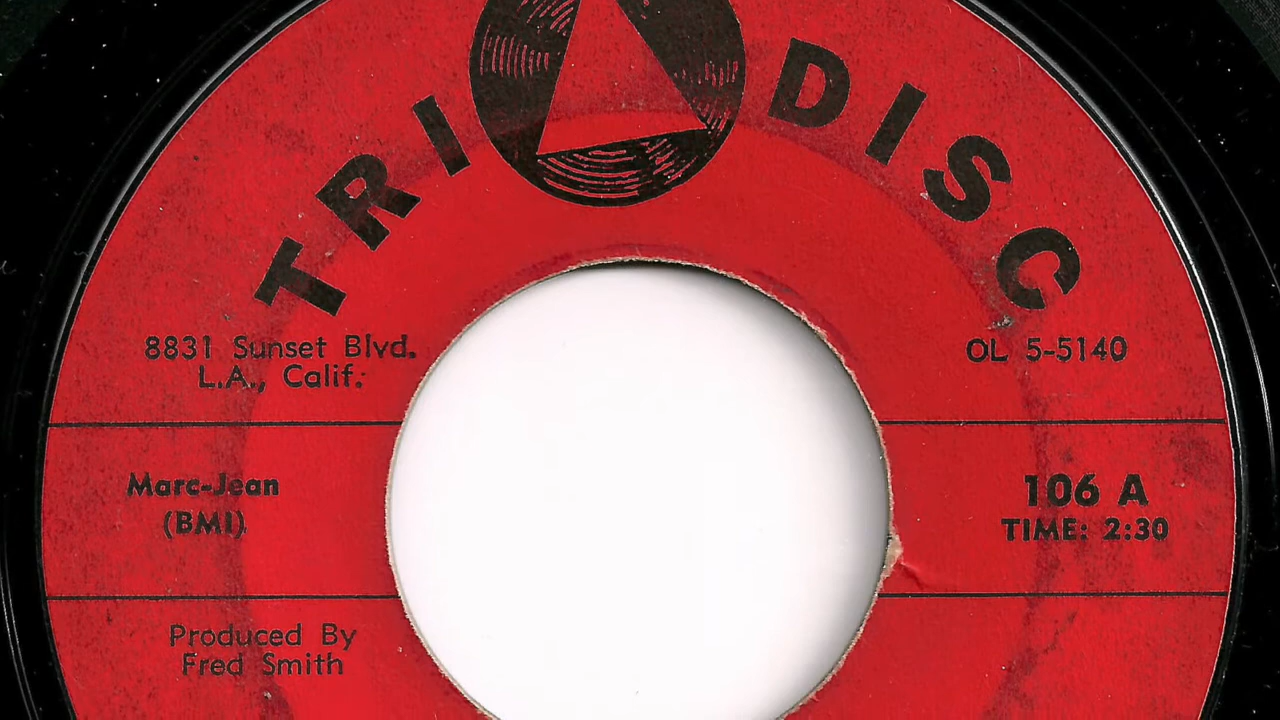 TRI DISC
8831 Sunset Blvd.
L.A., Calif.
OL 5-5140
Marc-Jean
(BMI)
106 A
TIME: 2:30
Produced By
Fred Smith